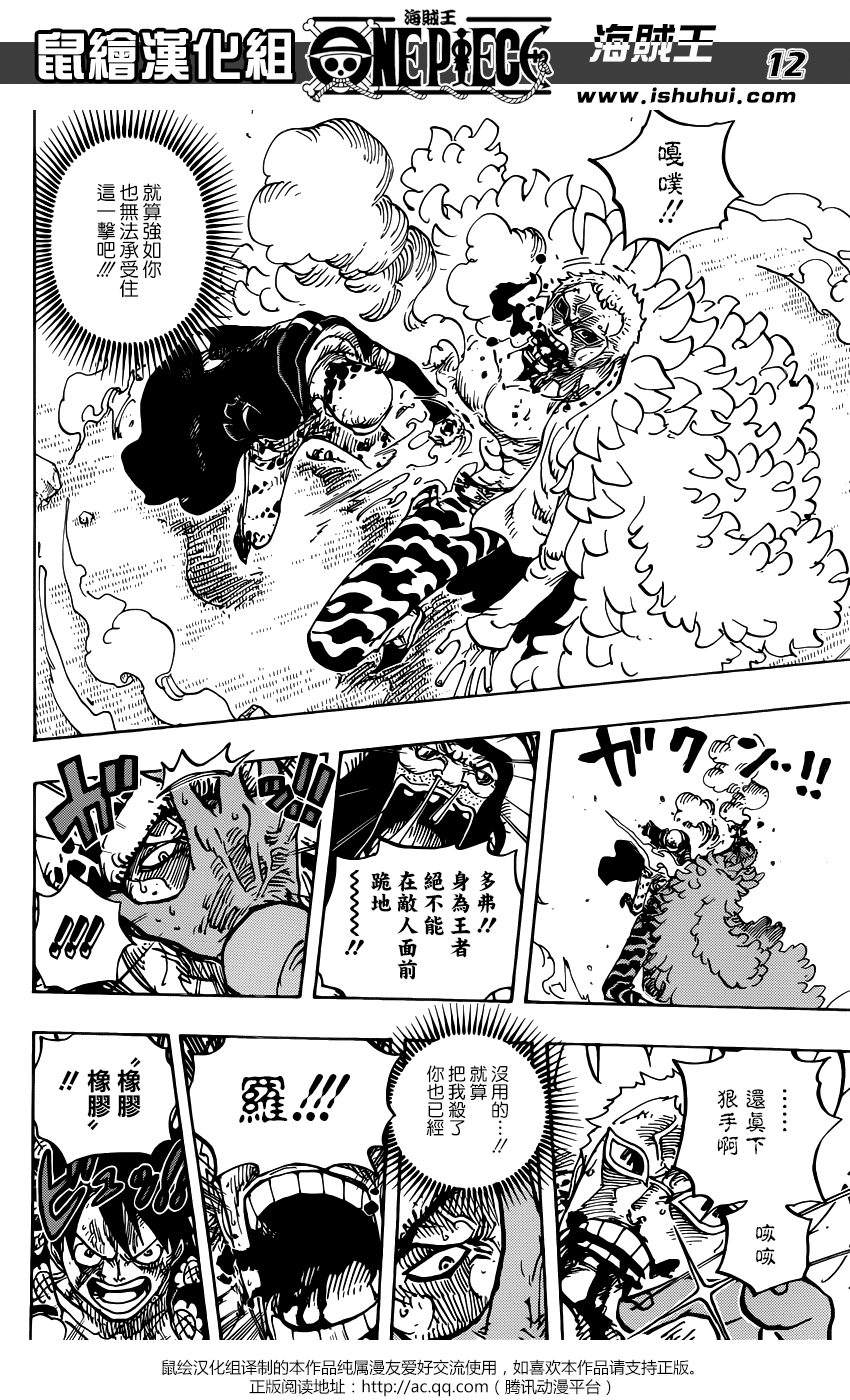 鼠繪漢化組
海賊王
ONE PIECE
海賊王
www.ishuhui.com
12
嘎
噗!!
就算強如你
也無法承受住
這一擊吧!!!
ガクン…!!
多弗!!
身為王者
絕不能
在敵人面前
跪地
~~~~~!!
ガッ!!
!!!
……
還真下
狠手啊
咳咳
沒用的…!!
就算
把我殺了
你也已經
羅!!!
“橡膠
橡膠”
!!
鼠绘汉化组译制的本作品纯属漫友爱好交流使用，如喜欢本作品请支持正版。
正版阅读地址：http://ac.qq.com（腾讯动漫平台）